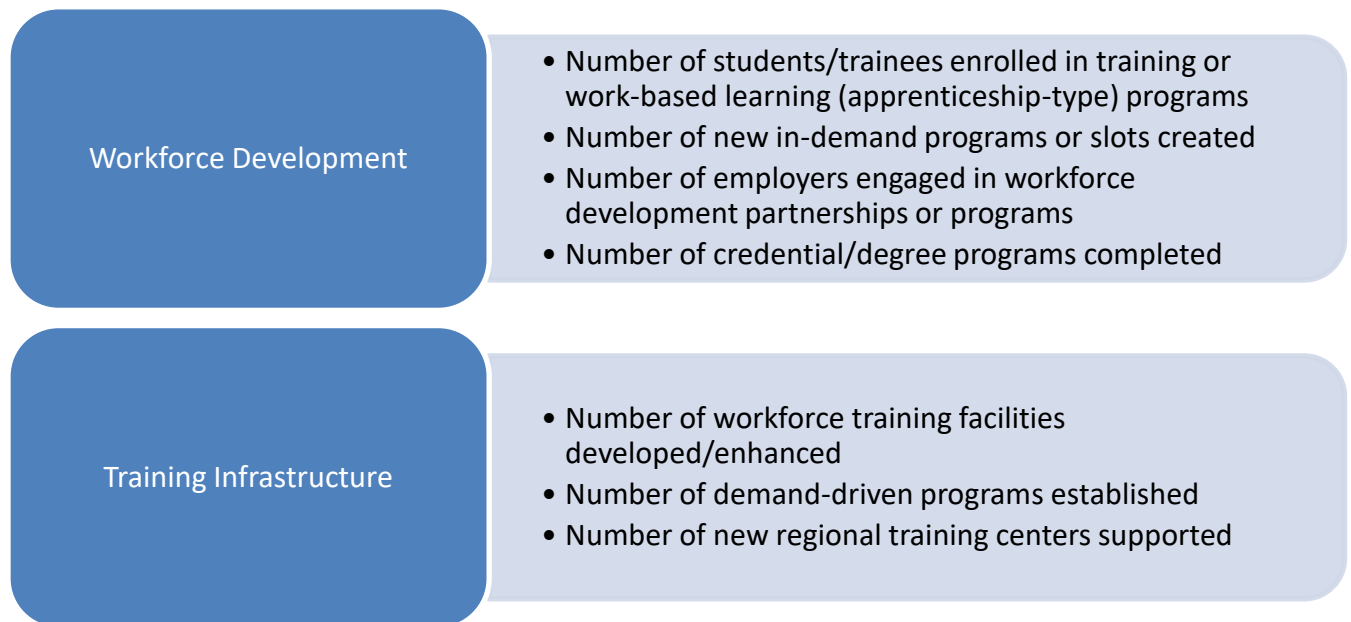 Workforce Development
• Number of students/trainees enrolled in training or
work-based learning (apprenticeship-type) programs
• Number of new in-demand programs or slots created
• Number of employers engaged in workforce
development partnerships or programs
• Number of credential/degree programs completed
Training Infrastructure
• Number of workforce training facilities
developed/enhanced
• Number of demand-driven programs established
• Number of new regional training centers supported